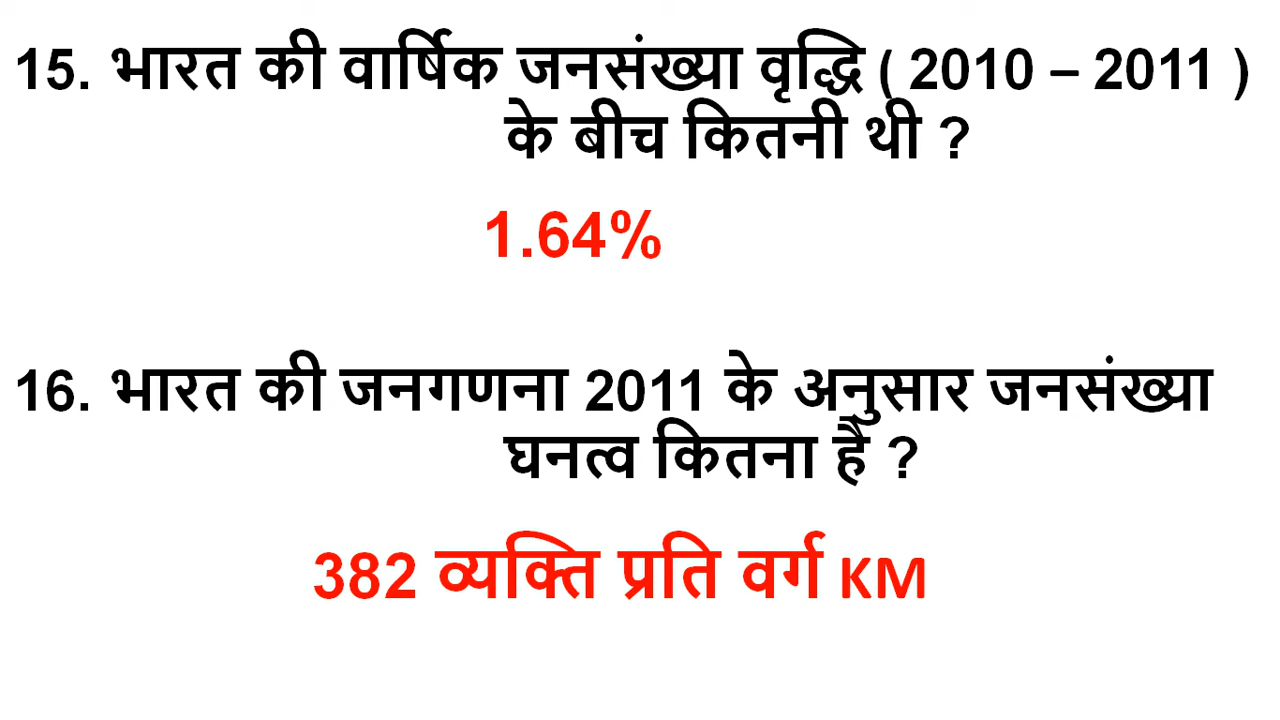 15. भारत की वार्षिक जनसंख्या वृद्धि ( 2010 – 2011 )
के बीच कितनी थी ?
1.64%
16. भारत की जनगणना 2011 के अनुसार जनसंख्या
घनत्व कितना है ?
382 व्यक्ति प्रति वर्ग KM